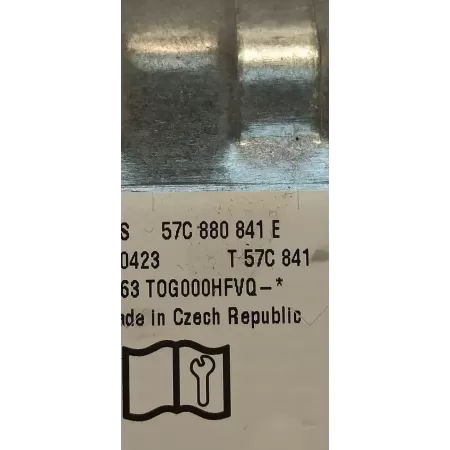 S 57C 880 841 E
0423 T 57C 841
63 TOG000HFVQ-*
ade in Czech Republic